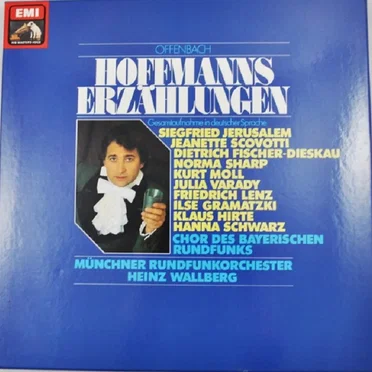 EMI
OFFENBACH
HOFFMANNS
ERZÄHLUNGEN
Gesamtaufnahme in deutscher Sprache
SIEGFRIED JERUSALEM
JEANETTE SCOVOTTI
DIETRICH FISCHER-DIESKAU
NORMA SHARP
KURT MOLL
JULIA VARADY
FRIEDRICH LENZ
ILSE GRAMATZKI
KLAUS HIRTE
HANNA SCHWARZ
CHOR DES BAYERISCHEN
RUNDFUNKS
MÜNCHNER RUNDFUNKORCHESTER
HEINZ WALLBERG